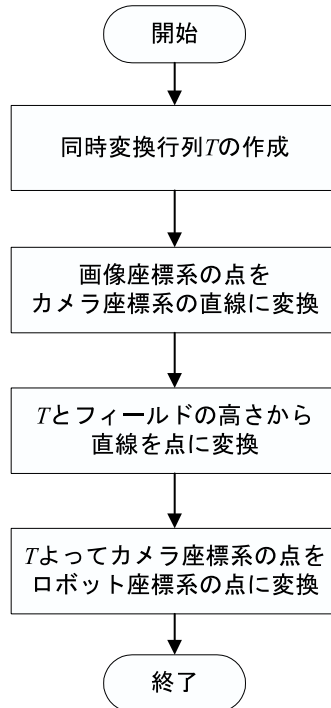 開始
同時変換行列Tの作成
画像座標系の点を
カメラ座標系の直線に変換
Tとフィールドの高さから
直線を点に変換
Tよってカメラ座標系の点を
ロボット座標系の点に変換
終了